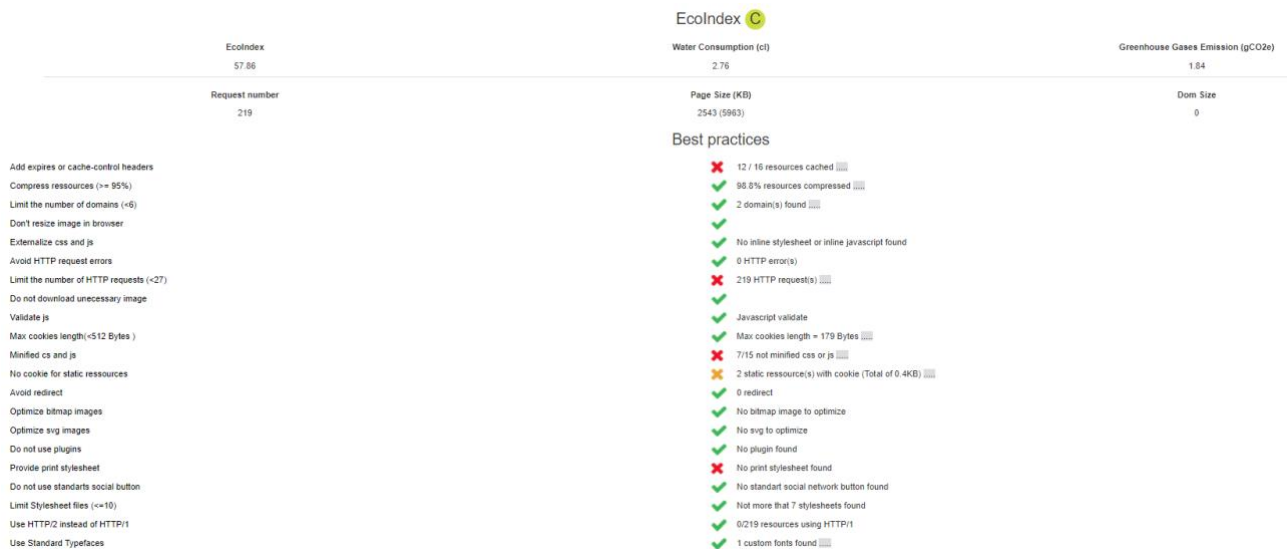 EcoIndex C
EcoIndex Water Consumption (cl) Greenhouse Gases Emission (gCO2e)
57.86 2.76 1.84
Request number Page Size (KB) Dom Size
219 2543 (5963) 0
Best practices
Add expires or cache-control headers 12 / 16 resources cached
Compress ressources (>= 95%) 98.8% resources compressed
Limit the number of domains (<6) 2 domain(s) found
Don't resize image in browser
Externalize css and js No inline stylesheet or inline javascript found
Avoid HTTP request errors 0 HTTP error(s)
Limit the number of HTTP requests (<27) 219 HTTP request(s)
Do not download unecessary image
Validate js Javascript validate
Max cookies length(<512 Bytes ) Max cookies length = 179 Bytes
Minified cs and js 7/15 not minified css or js
No cookie for static ressources 2 static ressource(s) with cookie (Total of 0.4KB)
Avoid redirect 0 redirect
Optimize bitmap images No bitmap image to optimize
Optimize svg images No svg to optimize
Do not use plugins No plugin found
Provide print stylesheet No print stylesheet found
Do not use standarts social button No standart social network button found
Limit Stylesheet files (<=10) Not more that 7 stylesheets found
Use HTTP/2 instead of HTTP/1 0/219 resources using HTTP/1
Use Standard Typefaces 1 custom fonts found